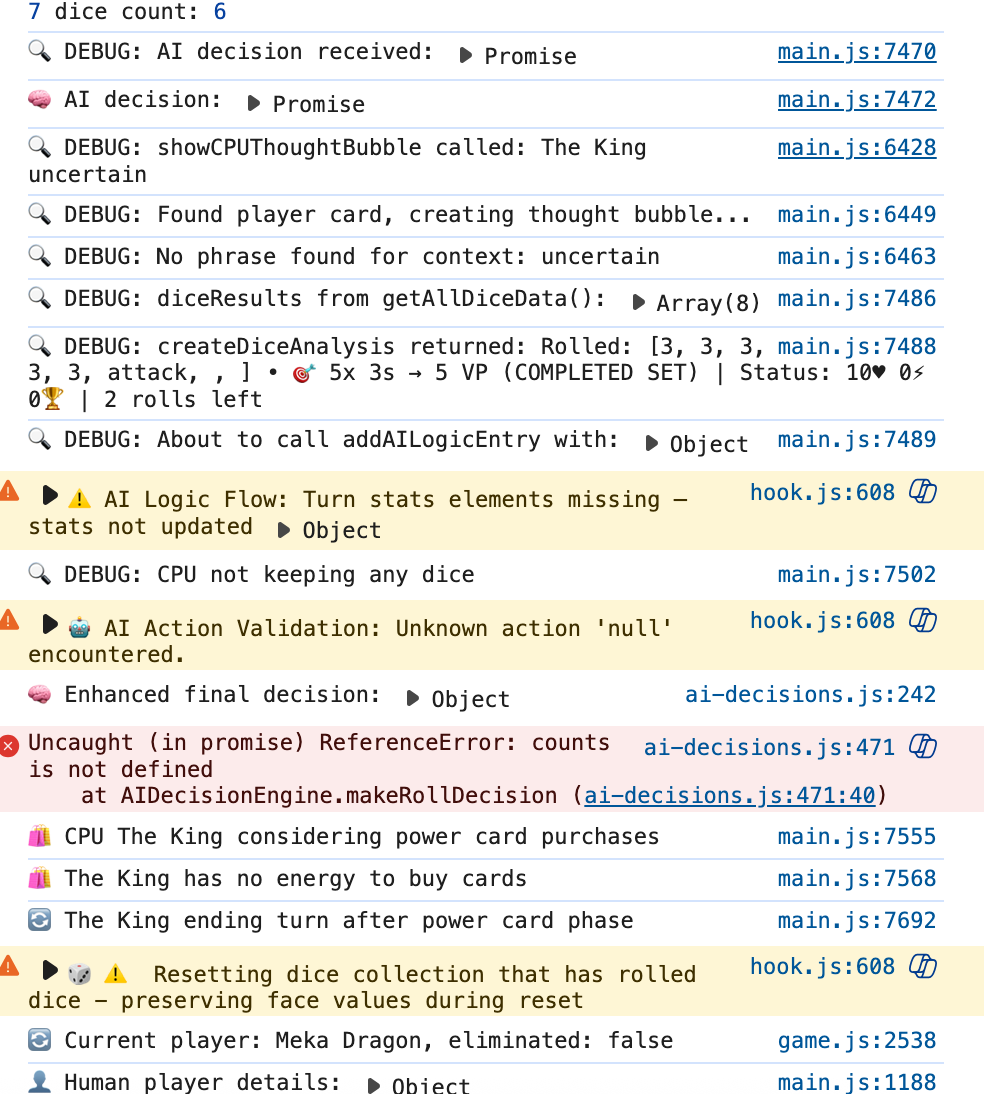 7 dice count: 6
🔍 DEBUG: AI decision received: ▶ Promise main.js:7470
🧠 AI decision: ▶ Promise main.js:7472
🔍 DEBUG: showCPUThoughtBubble called: The King main.js:6428
uncertain
🔍 DEBUG: Found player card, creating thought bubble... main.js:6449
🔍 DEBUG: No phrase found for context: uncertain main.js:6463
🔍 DEBUG: diceResults from getAllDiceData(): ▶ Array(8) main.js:7486
🔍 DEBUG: createDiceAnalysis returned: Rolled: [3, 3, 3, main.js:7488
3, 3, attack, , ] • 🎯 5x 3s → 5 VP (COMPLETED SET) | Status: 10♥ 0⚡
0🏆 | 2 rolls left
🔍 DEBUG: About to call addAILogicEntry with: ▶ Object main.js:7489
▶ ⚠️ AI Logic Flow: Turn stats elements missing – hook.js:608
stats not updated ▶ Object
🔍 DEBUG: CPU not keeping any dice main.js:7502
▶ 🤖 AI Action Validation: Unknown action 'null' hook.js:608
encountered.
🧠 Enhanced final decision: ▶ Object ai-decisions.js:242
Uncaught (in promise) ReferenceError: counts ai-decisions.js:471
is not defined
at AIDecisionEngine.makeRollDecision (ai-decisions.js:471:40)
🛍️ CPU The King considering power card purchases main.js:7555
🛍️ The King has no energy to buy cards main.js:7568
🔄 The King ending turn after power card phase main.js:7692
▶ 🎲 ⚠️ Resetting dice collection that has rolled hook.js:608
dice – preserving face values during reset
🔄 Current player: Meka Dragon, eliminated: false game.js:2538
👤 Human player details: ▶ Object main.js:1188